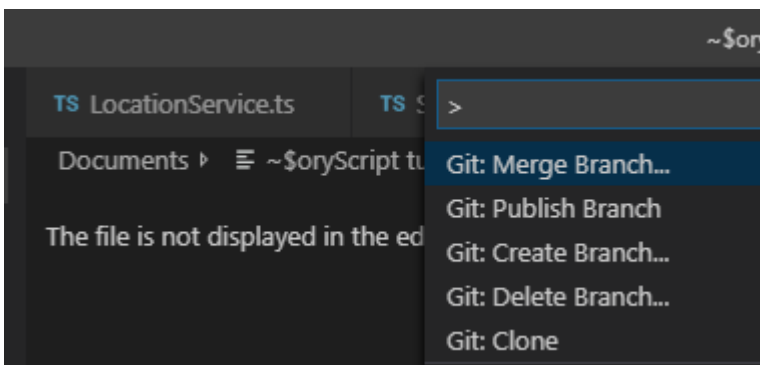 ~$or
TS LocationService.ts TS S
>
Documents ~$oryScript tu
Git: Merge Branch...
Git: Publish Branch
The file is not displayed in the ed
Git: Create Branch...
Git: Delete Branch...
Git: Clone